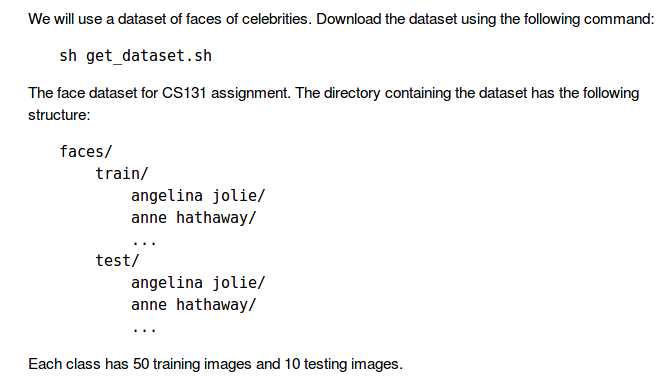 We will use a dataset of faces of celebrities. Download the dataset using the following command:
sh get_dataset.sh
The face dataset for CS131 assignment. The directory containing the dataset has the following
structure:
faces/
train/
angelina jolie/
anne hathaway/
...
test/
angelina jolie/
anne hathaway/
...
Each class has 50 training images and 10 testing images.